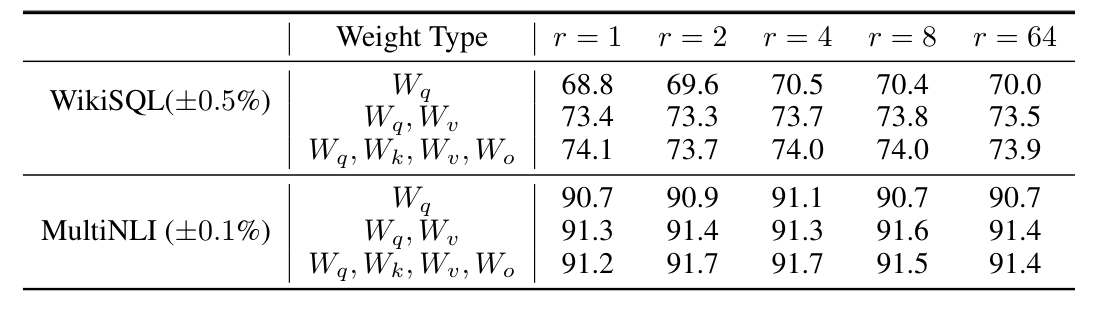 Weight Type r = 1 r = 2 r = 4 r = 8 r = 64
WikiSQL(±0.5%)
W_q 68.8 69.6 70.5 70.4 70.0
W_q, W_v 73.4 73.3 73.7 73.8 73.5
W_q, W_k, W_v, W_o 74.1 73.7 74.0 74.0 73.9
MultiNLI (±0.1%)
W_q 90.7 90.9 91.1 90.7 90.7
W_q, W_v 91.3 91.4 91.3 91.6 91.4
W_q, W_k, W_v, W_o 91.2 91.7 91.7 91.5 91.4